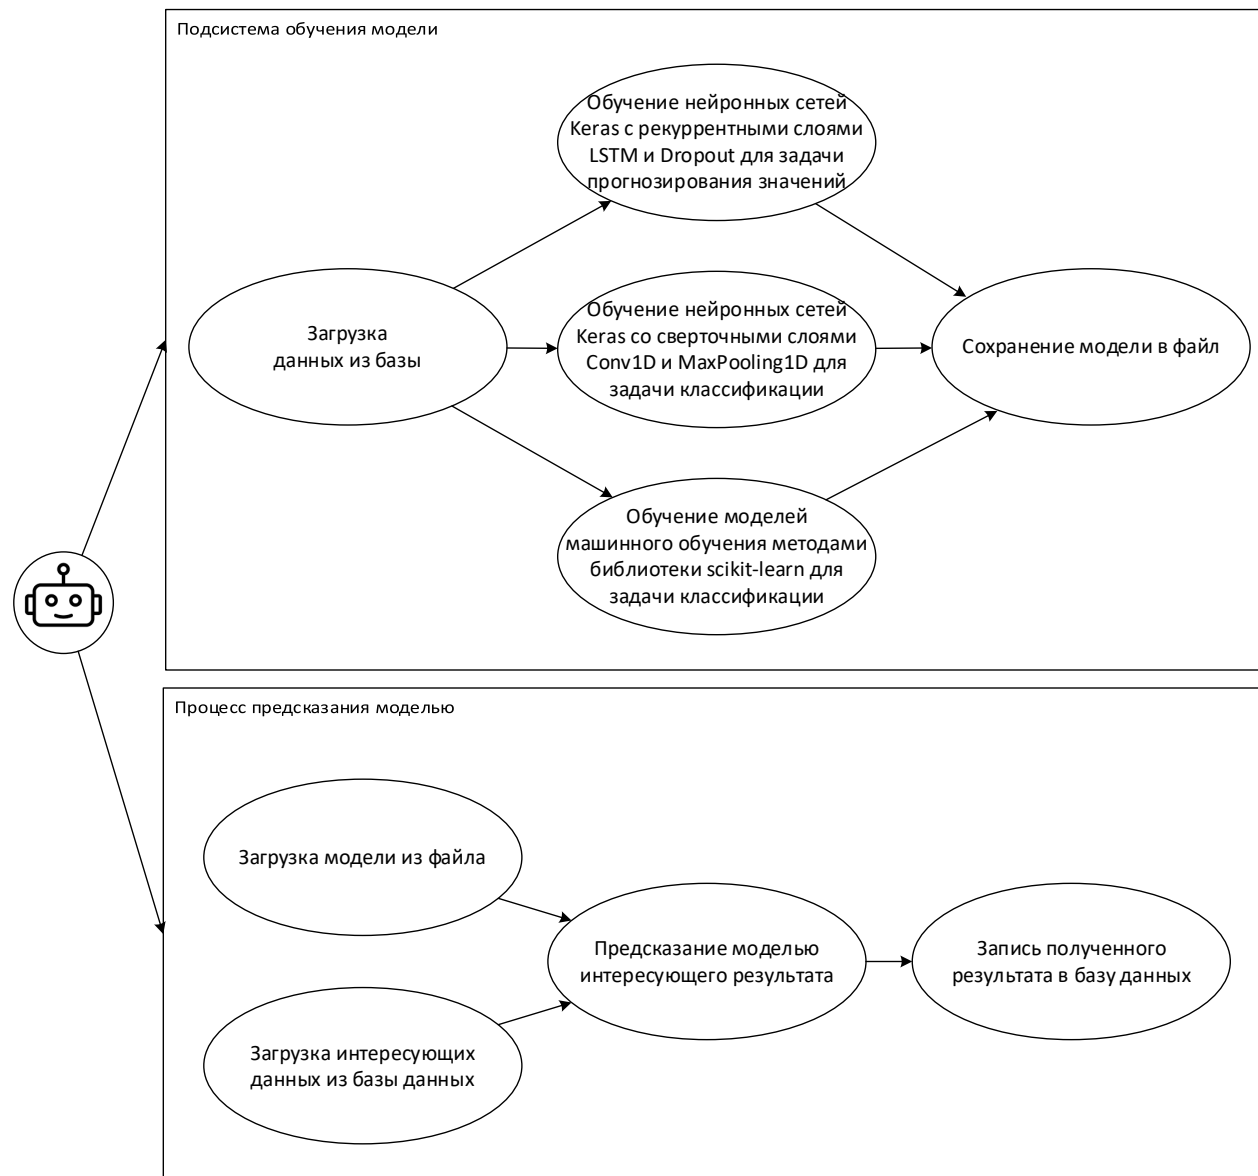 Подсистема обучения модели
Обучение нейронных сетей
Keras с рекуррентными слоями
LSTM и Dropout для задачи
прогнозирования значений
Загрузка
данных из базы
Обучение нейронных сетей
Keras со сверточными слоями
Conv1D и MaxPooling1D для
задачи классификации
Сохранение модели в файл
Обучение моделей
машинного обучения методами
библиотеки scikit-learn для
задачи классификации
Процесс предсказания моделью
Загрузка модели из файла
Предсказание моделью
интересующего результата
Запись полученного
результата в базу данных
Загрузка интересующих
данных из базы данных